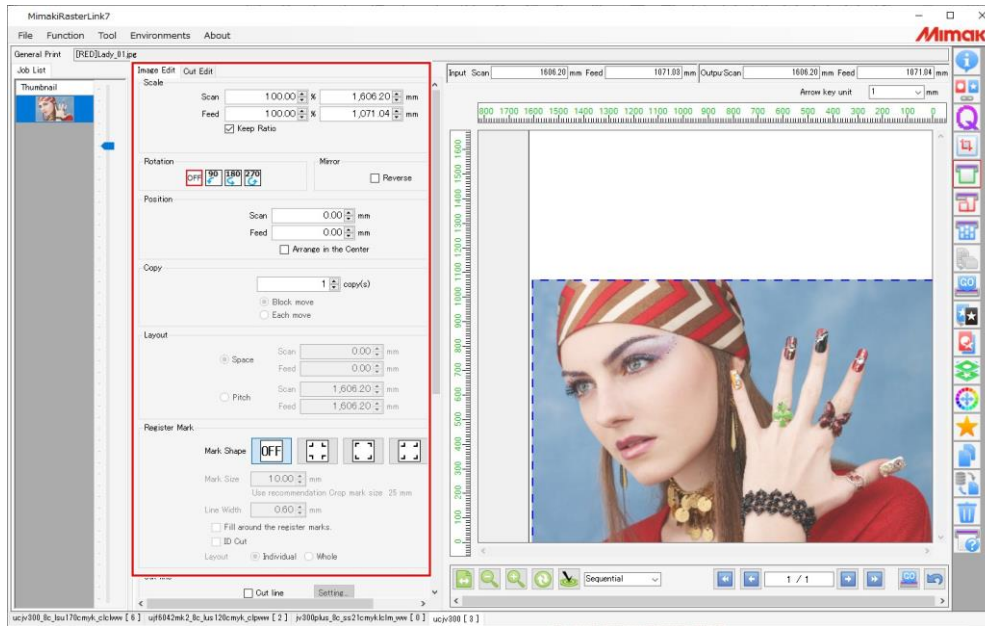 MimakiRasterLink7
File Function Tool Environments About
Mimaki
General Print [RED]Lady_01.jpg
Job List
Thumbnail
Image Edit Cut Edit
Scale
Scan 100.00 % 1,606.20 mm
Feed 100.00 % 1,071.04 mm
Keep Ratio
Rotation
OFF 90 180 270
Mirror
Reverse
Position
Scan 0.00 mm
Feed 0.00 mm
Arrange in the Center
Copy
1 copy(s)
Block move
Each move
Layout
Space
Scan 0.00 mm
Feed 0.00 mm
Pitch
Scan 1,606.20 mm
Feed 1,606.20 mm
Register Mark
Mark Shape OFF
Mark Size 10.00 mm
Use recommendation Crop mark size .25 mm
Line Width 0.60 mm
Fill around the register marks.
ID Cut
Layout Individual Whole
Cut line
Cut line Setting...
Input Scan 1606.20 mm Feed 1071.03 mm Output Scan 1606.20 mm Feed 1071.04 mm
Arrow key unit 1 mm
800 1700 1600 1500 1400 1300 1200 1100 1000 900 800 700 600 500 400 300 200 100 0
1600
1500
1400
1300
1200
1100
1000
900
800
700
600
500
400
300
200
100
0
Sequential
1 / 1
GO
GO
ucjv300_8c_lsu170cmyk_clclww [ 6 ] ujf6042mk2_8c_lus120cmyk_clpww [ 2 ] jv300plus_8c_ss21cmyklclm_ww [ 0 ] ucjv300 [ 3 ]